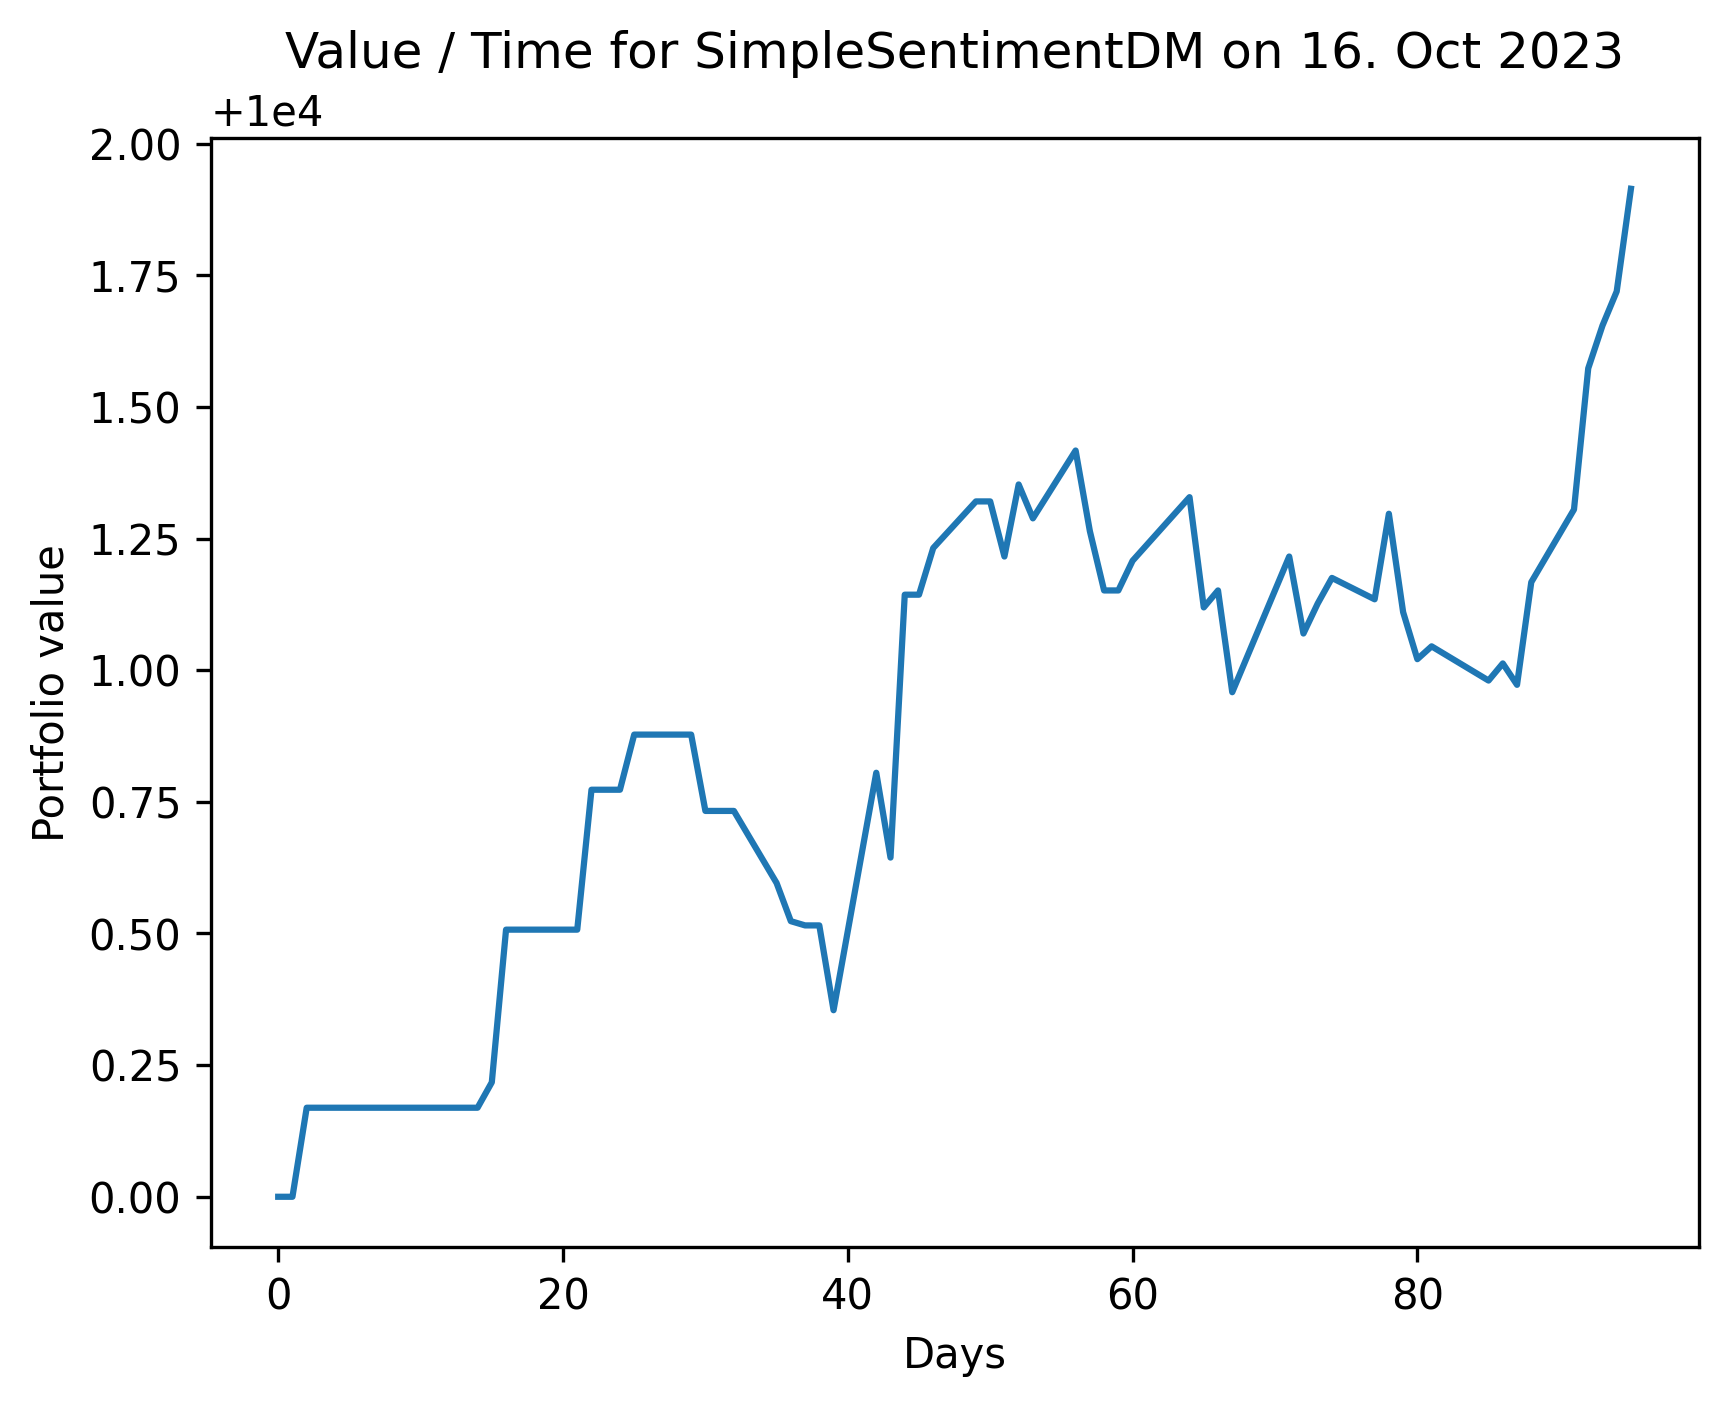 Value / Time for SimpleSentimentDM on 16. Oct 2023
+1e4
2.00
1.75
1.50
1.25
1.00
0.75
0.50
0.25
0.00
Portfolio value
0 20 40 60 80
Days